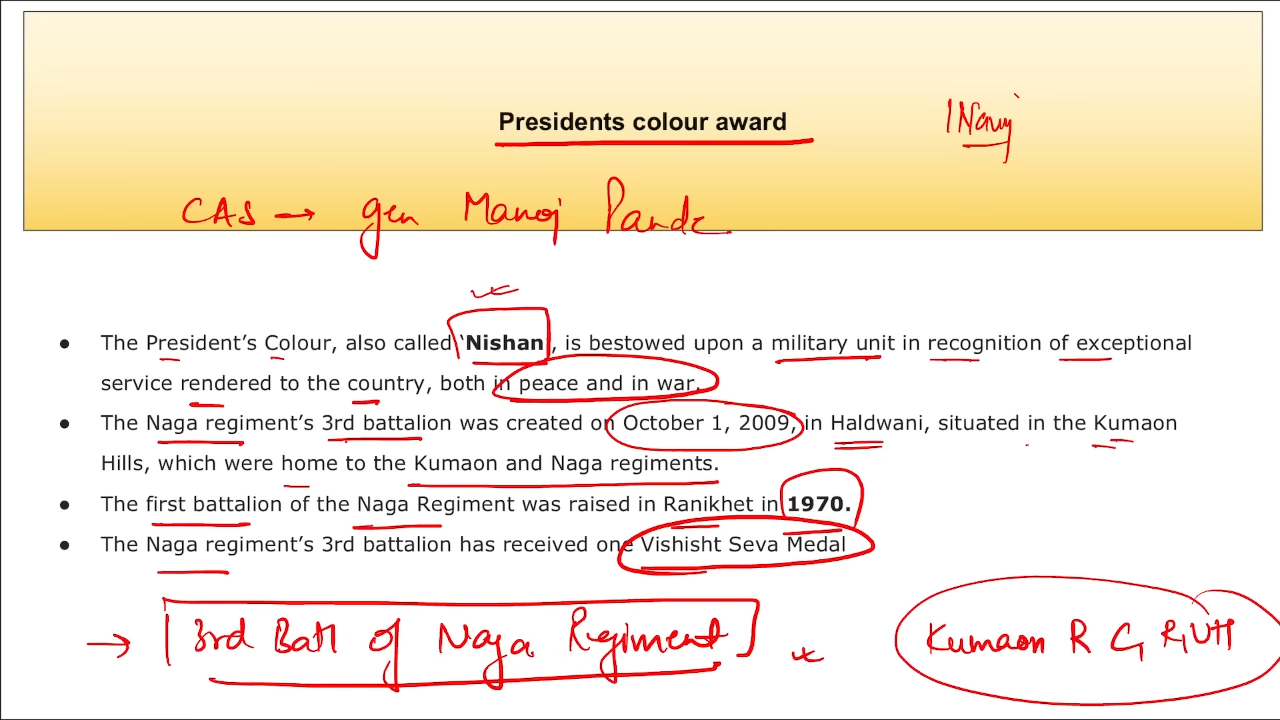 Presidents colour award
Navy
CAS → gen Manoj Pande
• The President’s Colour, also called ‘Nishan’, is bestowed upon a military unit in recognition of exceptional
service rendered to the country, both in peace and in war.
• The Naga regiment’s 3rd battalion was created on October 1, 2009, in Haldwani, situated in the Kumaon
Hills, which were home to the Kumaon and Naga regiments.
• The first battalion of the Naga Regiment was raised in Ranikhet in 1970.
• The Naga regiment’s 3rd battalion has received one Vishisht Seva Medal
→ 3rd Batt of Naga Regiment
Kumaon R